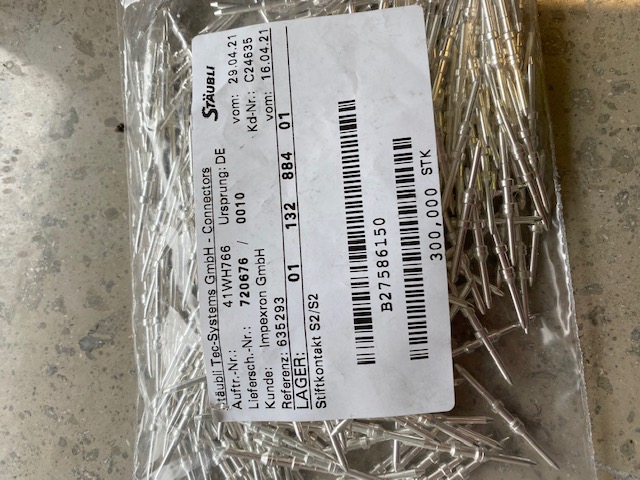 STÄUBLI
Stäubli Tec-Systems GmbH - Connectors
Auftr.-Nr.: 41WH766 Ursprung: DE vom: 29.04.21
Liefersch.-Nr.: 720676 / 0010 Kd-Nr.: C24635
Kunde: Impexron GmbH vom: 16.04.21
Referenz: 635293
LAGER: 01 132 884 01
Stiftkontakt S2/S2
B27586150
300,000 STK